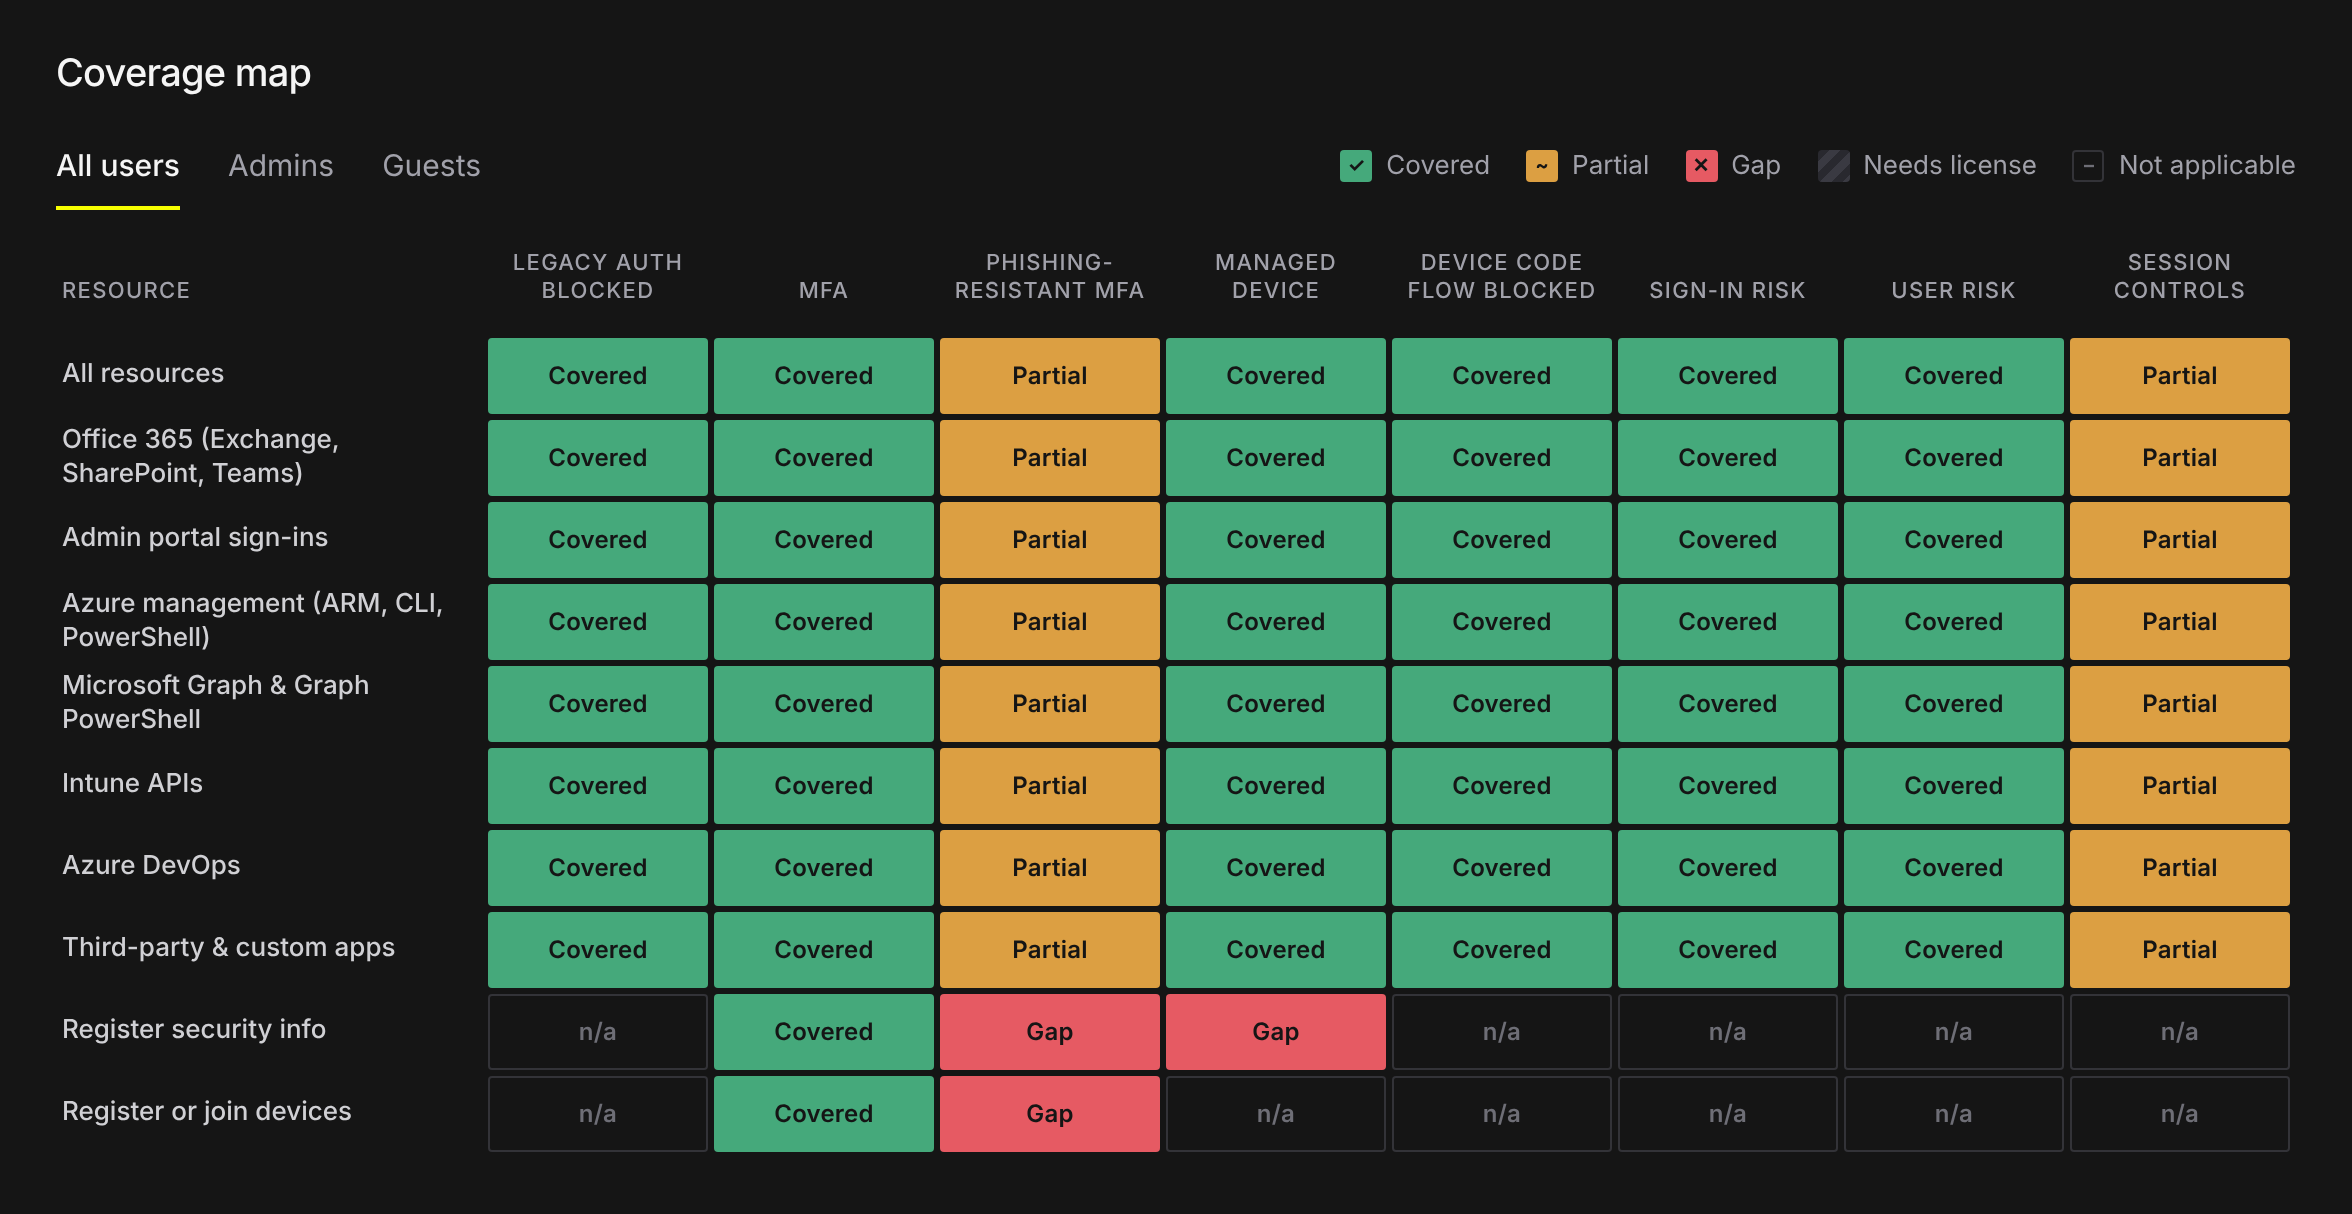 Coverage map
All users Admins Guests
✓ Covered ~ Partial ✕ Gap Needs license – Not applicable
LEGACY AUTH PHISHING- MANAGED DEVICE CODE SESSION
RESOURCE BLOCKED MFA RESISTANT MFA DEVICE FLOW BLOCKED SIGN-IN RISK USER RISK CONTROLS
All resources Covered Covered Partial Covered Covered Covered Covered Partial
Office 365 (Exchange,
SharePoint, Teams) Covered Covered Partial Covered Covered Covered Covered Partial
Admin portal sign-ins Covered Covered Partial Covered Covered Covered Covered Partial
Azure management (ARM, CLI,
PowerShell) Covered Covered Partial Covered Covered Covered Covered Partial
Microsoft Graph & Graph
PowerShell Covered Covered Partial Covered Covered Covered Covered Partial
Intune APIs Covered Covered Partial Covered Covered Covered Covered Partial
Azure DevOps Covered Covered Partial Covered Covered Covered Covered Partial
Third-party & custom apps Covered Covered Partial Covered Covered Covered Covered Partial
Register security info n/a Covered Gap Gap n/a n/a n/a n/a
Register or join devices n/a Covered Gap n/a n/a n/a n/a n/a